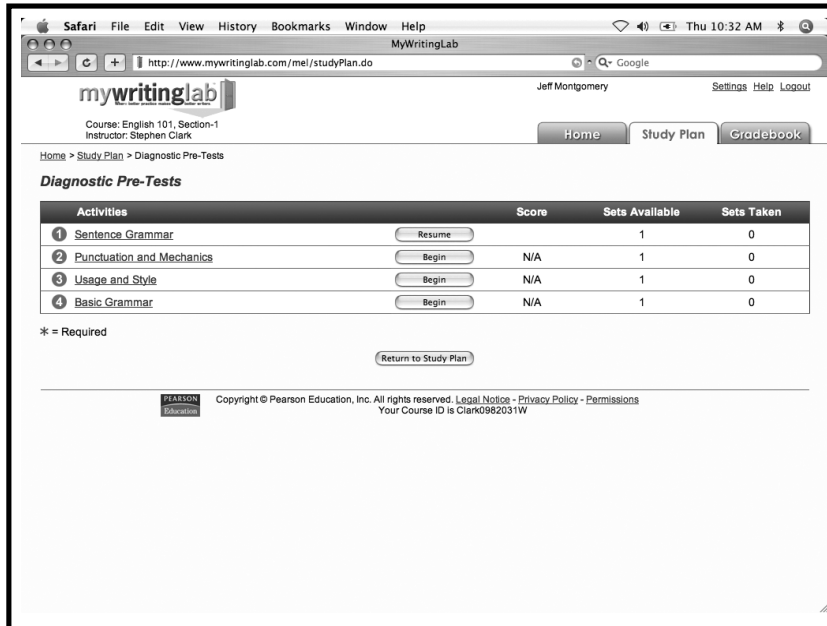 Safari File Edit View History Bookmarks Window Help Thu 10:32 AM
MyWritingLab
http://www.mywritinglab.com/mel/studyPlan.do Google
mywritinglab Jeff Montgomery Settings Help Logout
Course: English 101, Section-1
Instructor: Stephen Clark
Home Study Plan Gradebook
Home > Study Plan > Diagnostic Pre-Tests
Diagnostic Pre-Tests
Activities Score Sets Available Sets Taken
1 Sentence Grammar Resume 1 0
2 Punctuation and Mechanics Begin N/A 1 0
3 Usage and Style Begin N/A 1 0
4 Basic Grammar Begin N/A 1 0
* = Required
Return to Study Plan
PEARSON Education
Copyright © Pearson Education, Inc. All rights reserved. Legal Notice - Privacy Policy - Permissions
Your Course ID is Clark0982031W